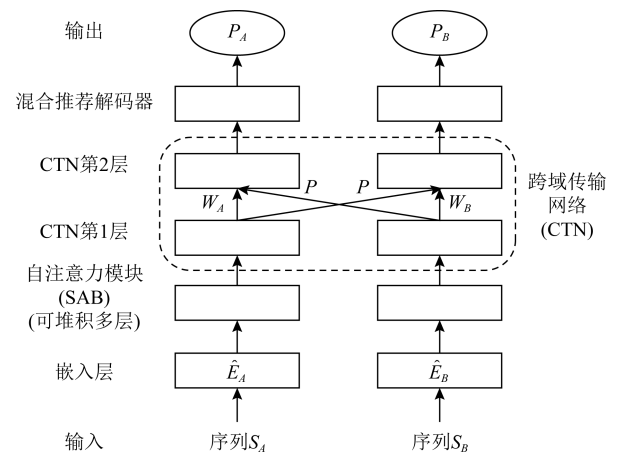 输出
P_A
P_B
混合推荐解码器
CTN第2层
W_A
P
P
W_B
跨域传输
网络
(CTN)
CTN第1层
自注意力模块
(SAB)
(可堆积多层)
嵌入层
Ê_A
Ê_B
输入
序列S_A
序列S_B